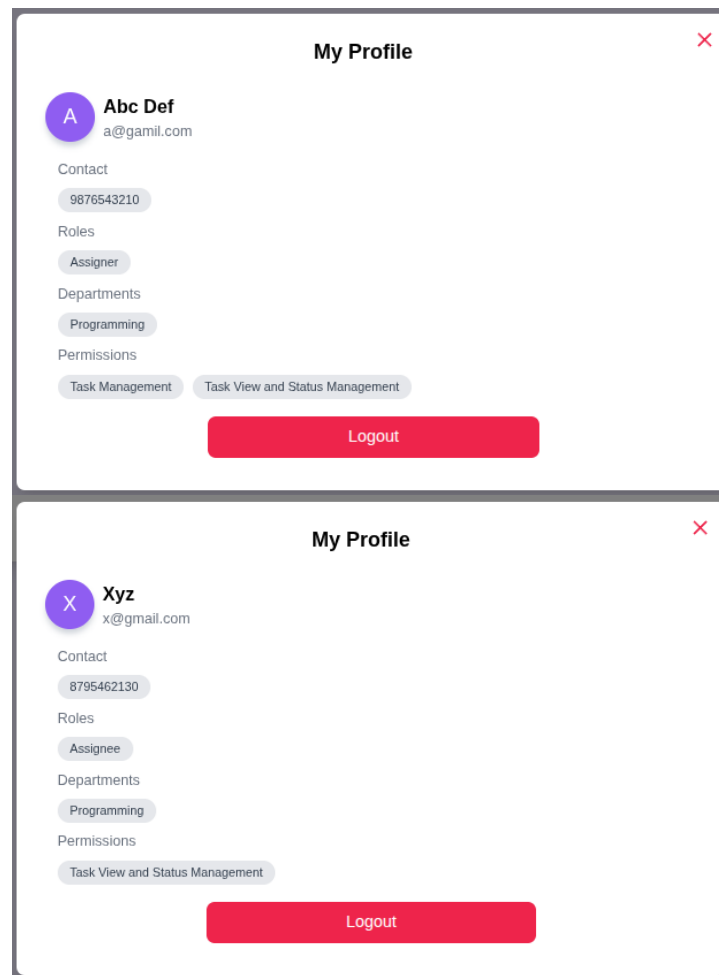 My Profile
A
Abc Def
a@gamil.com
Contact
9876543210
Roles
Assigner
Departments
Programming
Permissions
Task Management Task View and Status Management
Logout
My Profile
X
Xyz
x@gmail.com
Contact
8795462130
Roles
Assignee
Departments
Programming
Permissions
Task View and Status Management
Logout